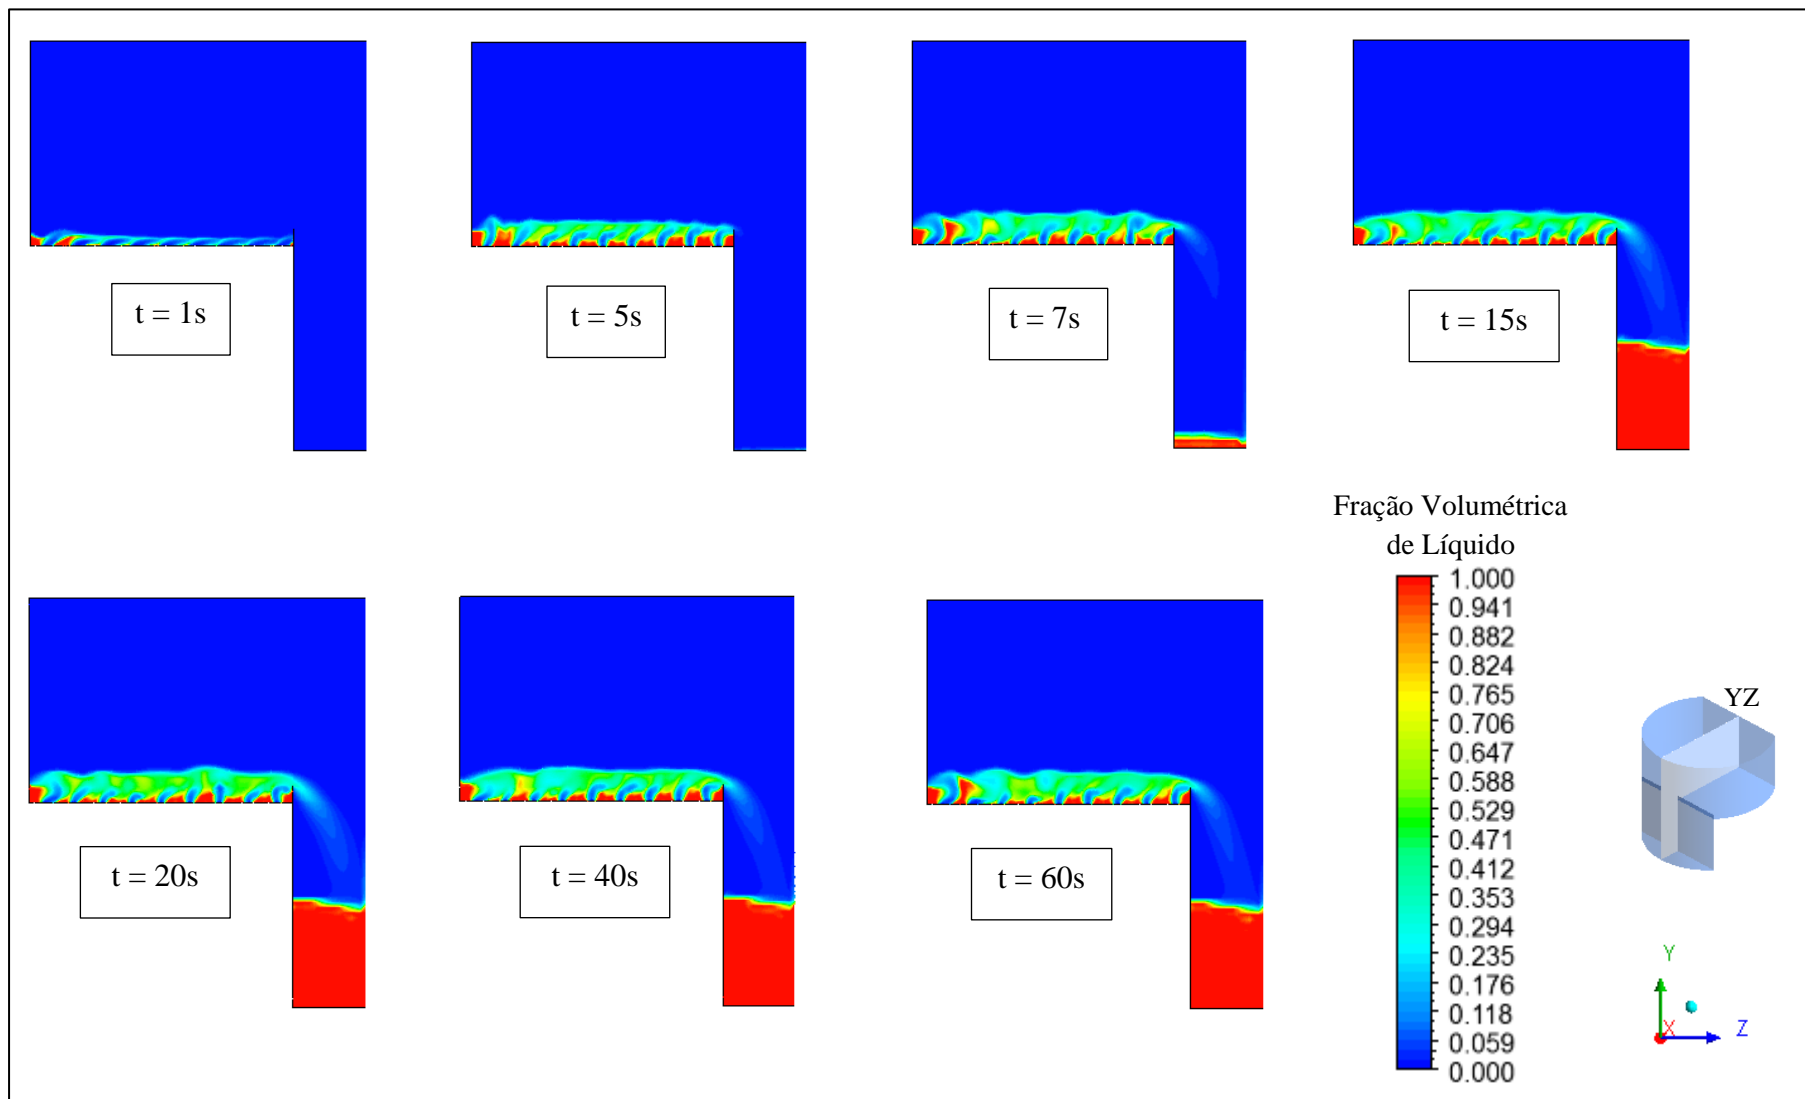 t = 1s
t = 5s
t = 7s
t = 15s
Fração Volumétrica
de Líquido
1.000
0.941
0.882
0.824
0.765
0.706
0.647
0.588
0.529
0.471
0.412
0.353
0.294
0.235
0.176
0.118
0.059
0.000
t = 20s
t = 40s
t = 60s
YZ
Y
X
Z